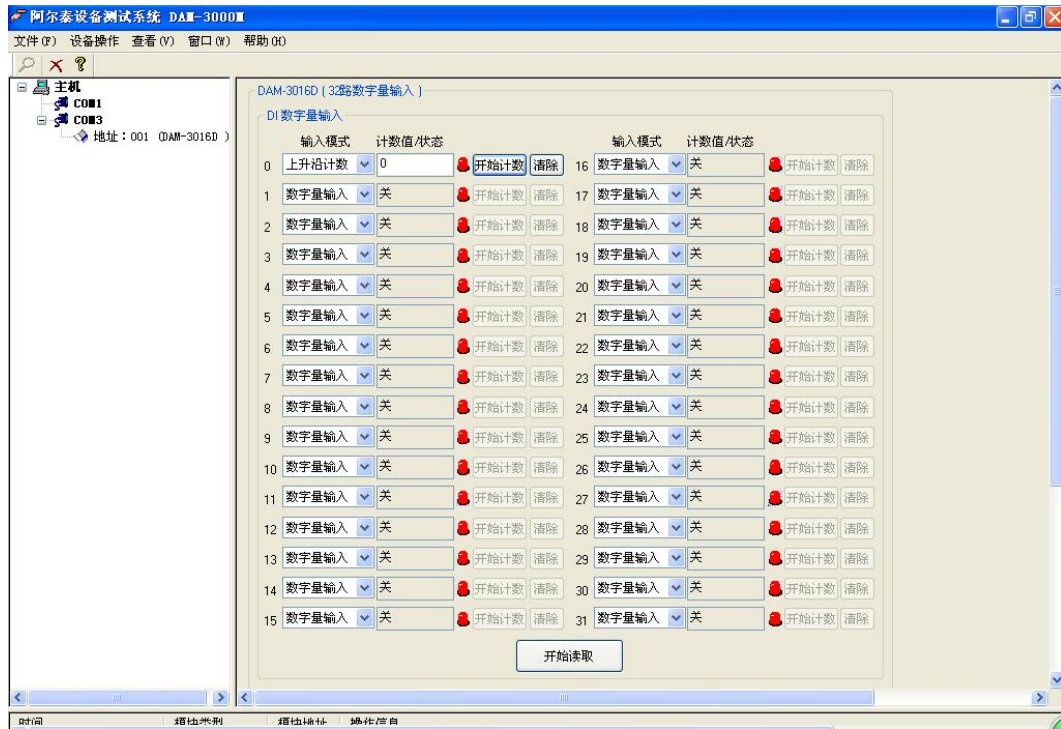 阿尔泰设备测试系统 DAM-3000M
文件(F) 设备操作 查看(V) 窗口(W) 帮助(H)
主机
COM1
COM3
地址：001 (DAM-3016D )
DAM-3016D ( 32路数字量输入 )
DI数字量输入
输入模式 计数值/状态 输入模式 计数值/状态
0 上升沿计数 0 开始计数 清除 16 数字量输入 关 开始计数 清除
1 数字量输入 关 开始计数 清除 17 数字量输入 关 开始计数 清除
2 数字量输入 关 开始计数 清除 18 数字量输入 关 开始计数 清除
3 数字量输入 关 开始计数 清除 19 数字量输入 关 开始计数 清除
4 数字量输入 关 开始计数 清除 20 数字量输入 关 开始计数 清除
5 数字量输入 关 开始计数 清除 21 数字量输入 关 开始计数 清除
6 数字量输入 关 开始计数 清除 22 数字量输入 关 开始计数 清除
7 数字量输入 关 开始计数 清除 23 数字量输入 关 开始计数 清除
8 数字量输入 关 开始计数 清除 24 数字量输入 关 开始计数 清除
9 数字量输入 关 开始计数 清除 25 数字量输入 关 开始计数 清除
10 数字量输入 关 开始计数 清除 26 数字量输入 关 开始计数 清除
11 数字量输入 关 开始计数 清除 27 数字量输入 关 开始计数 清除
12 数字量输入 关 开始计数 清除 28 数字量输入 关 开始计数 清除
13 数字量输入 关 开始计数 清除 29 数字量输入 关 开始计数 清除
14 数字量输入 关 开始计数 清除 30 数字量输入 关 开始计数 清除
15 数字量输入 关 开始计数 清除 31 数字量输入 关 开始计数 清除
开始读取
时间 模块类型 模块地址 操作信息